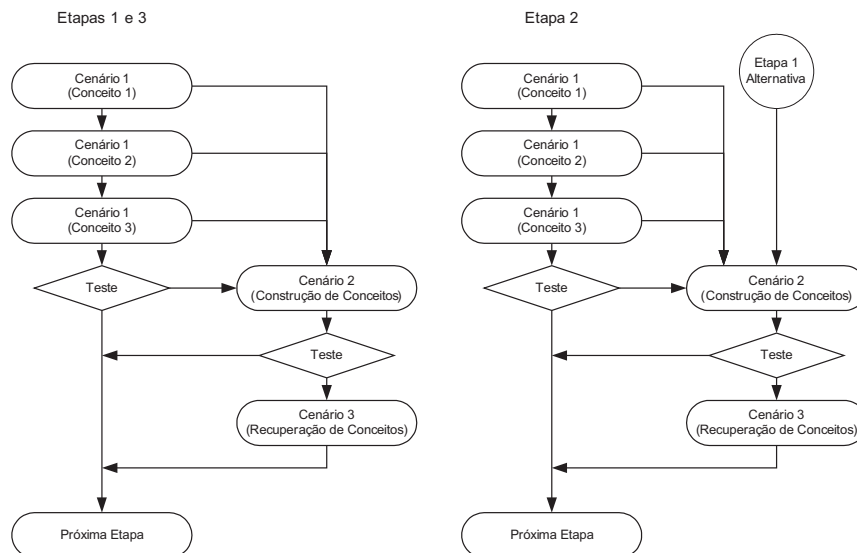 Etapas 1 e 3
Cenário 1
(Conceito 1)
Cenário 1
(Conceito 2)
Cenário 1
(Conceito 3)
Teste
Cenário 2
(Construção de Conceitos)
Teste
Cenário 3
(Recuperação de Conceitos)
Próxima Etapa
Etapa 2
Etapa 1
Alternativa
Cenário 1
(Conceito 1)
Cenário 1
(Conceito 2)
Cenário 1
(Conceito 3)
Teste
Cenário 2
(Construção de Conceitos)
Teste
Cenário 3
(Recuperação de Conceitos)
Próxima Etapa